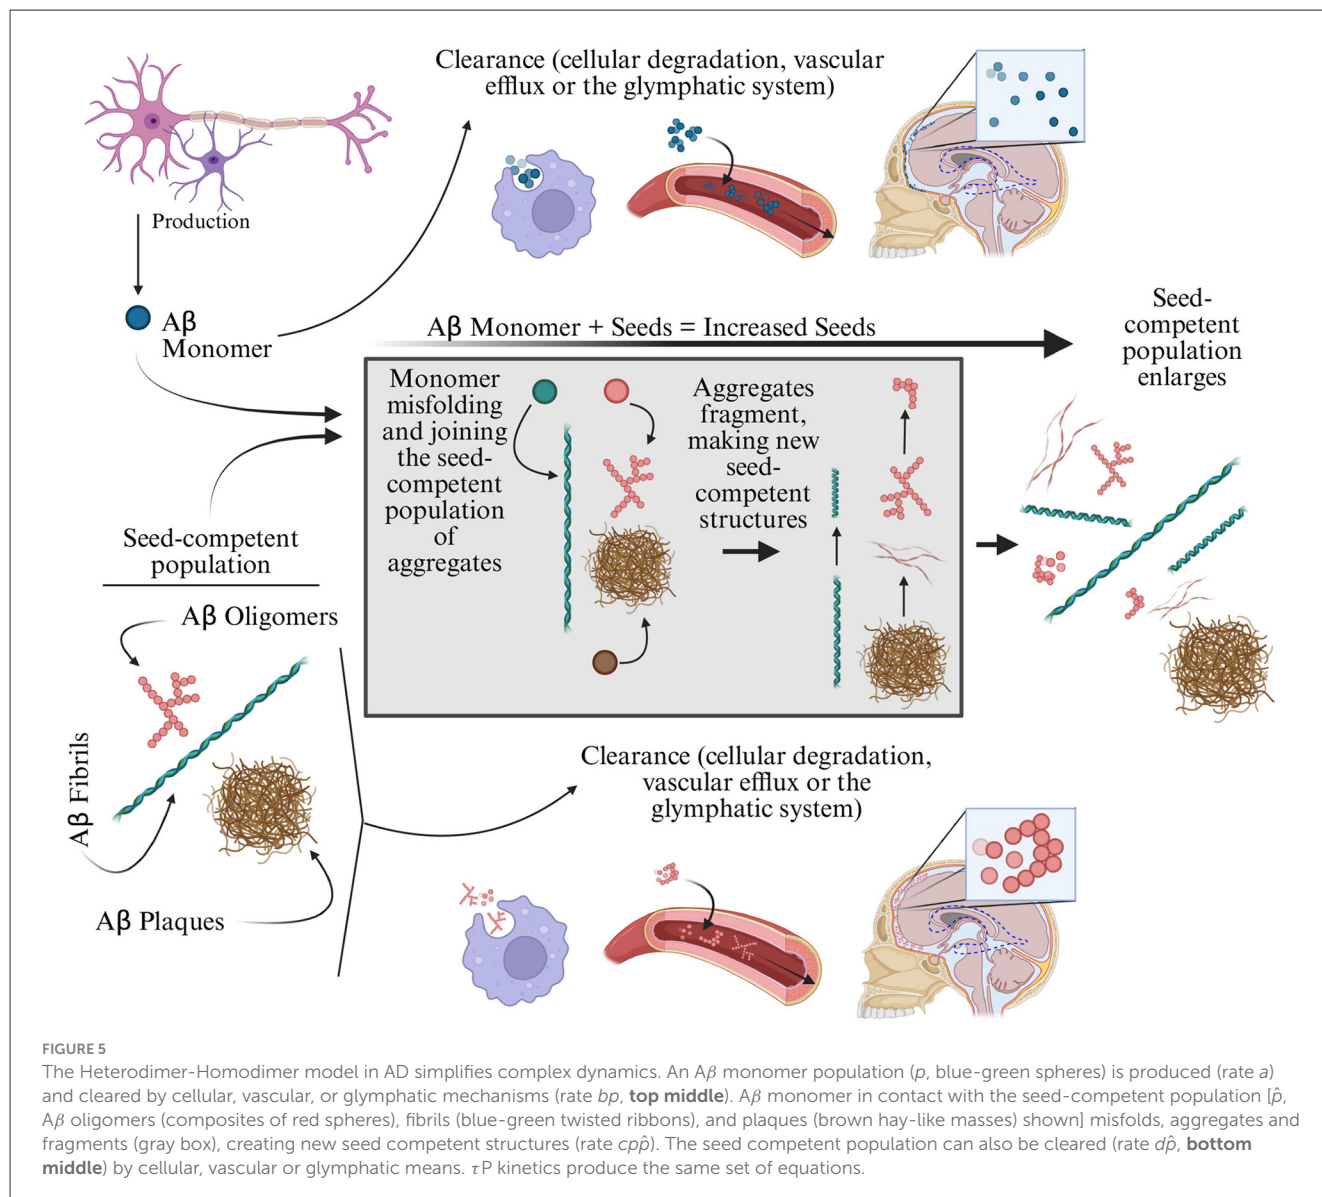 Clearance (cellular degradation, vascular
efflux or the glymphatic system)
Production
Aβ
Monomer
Aβ Monomer + Seeds = Increased Seeds
Seed-
competent
population
enlarges
Monomer
misfolding
and joining
the seed-
competent
population
of
aggregates
Aggregates
fragment,
making new
seed-
competent
structures
Seed-competent
population
Aβ Oligomers
Aβ Fibrils
Aβ Plaques
Clearance (cellular degradation,
vascular efflux or the
glymphatic system)
FIGURE 5
The Heterodimer-Homodimer model in AD simplifies complex dynamics. An Aβ monomer population (p, blue-green spheres) is produced (rate a)
and cleared by cellular, vascular, or glymphatic mechanisms (rate bp, top middle). Aβ monomer in contact with the seed-competent population [p̂,
Aβ oligomers (composites of red spheres), fibrils (blue-green twisted ribbons), and plaques (brown hay-like masses) shown] misfolds, aggregates and
fragments (gray box), creating new seed competent structures (rate cpp̂). The seed competent population can also be cleared (rate dp̂, bottom
middle) by cellular, vascular or glymphatic means. τP kinetics produce the same set of equations.